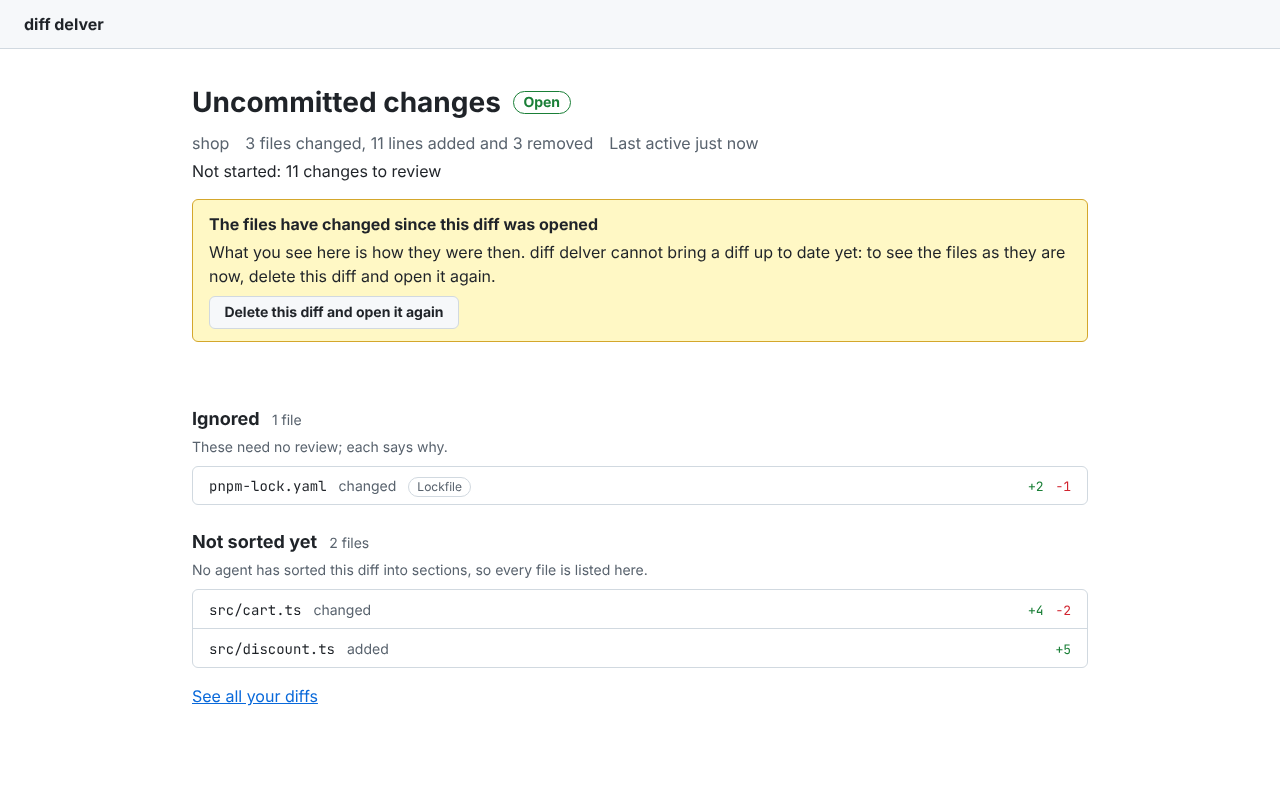 diff delver
Uncommitted changes Open
shop 3 files changed, 11 lines added and 3 removed Last active just now
Not started: 11 changes to review
The files have changed since this diff was opened
What you see here is how they were then. diff delver cannot bring a diff up to date yet: to see the files as they are
now, delete this diff and open it again.
Delete this diff and open it again
Ignored 1 file
These need no review; each says why.
pnpm-lock.yaml changed Lockfile +2 -1
Not sorted yet 2 files
No agent has sorted this diff into sections, so every file is listed here.
src/cart.ts changed +4 -2
src/discount.ts added +5
See all your diffs